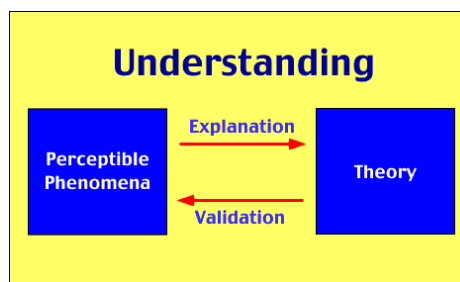 Understanding
Explanation
Perceptible
Phenomena
Theory
Validation